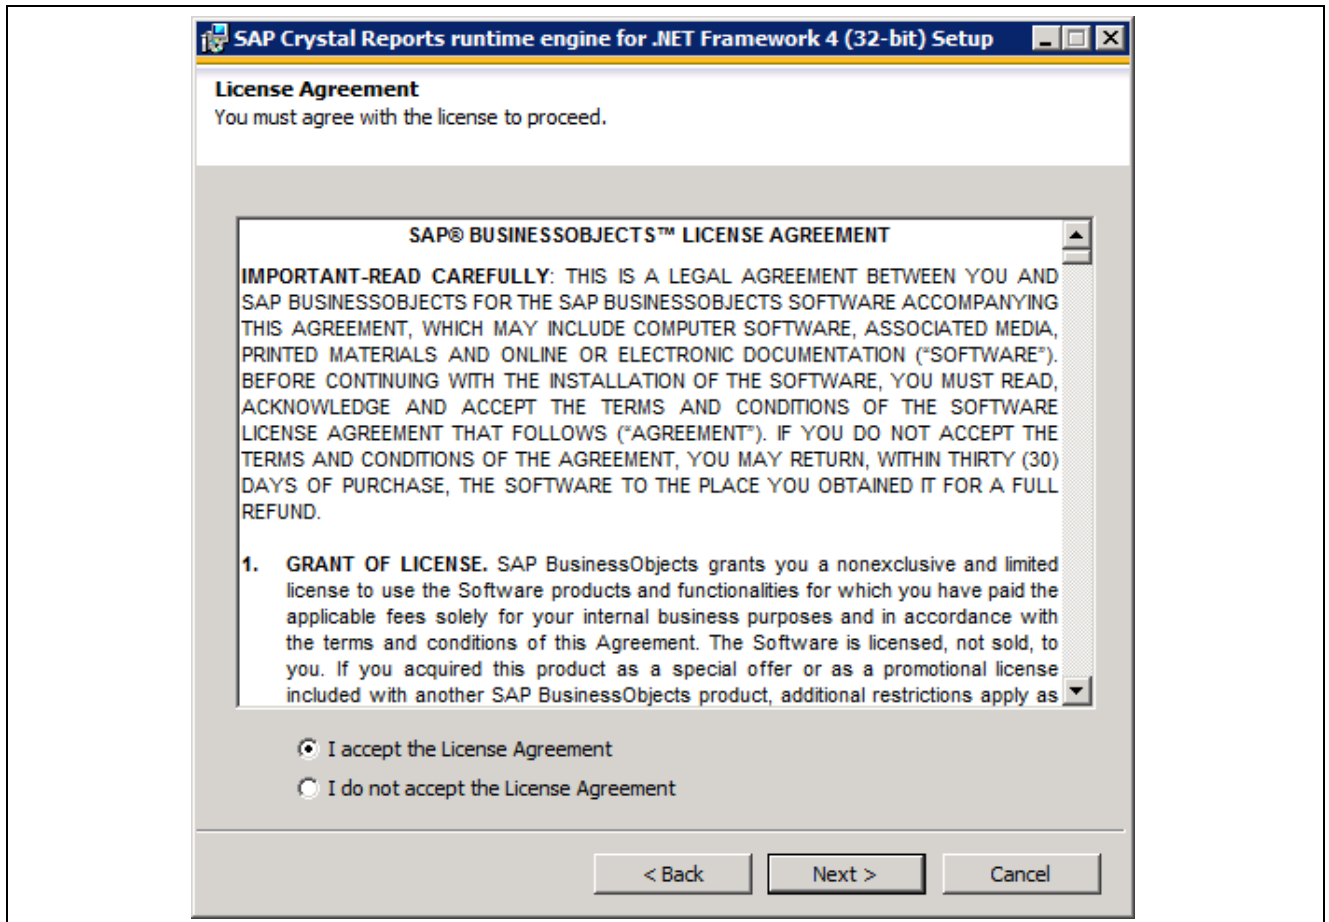 SAP Crystal Reports runtime engine for .NET Framework 4 (32-bit) Setup
License Agreement
You must agree with the license to proceed.
SAP® BUSINESSOBJECTS™ LICENSE AGREEMENT
IMPORTANT-READ CAREFULLY: THIS IS A LEGAL AGREEMENT BETWEEN YOU AND
SAP BUSINESSOBJECTS FOR THE SAP BUSINESSOBJECTS SOFTWARE ACCOMPANYING
THIS AGREEMENT, WHICH MAY INCLUDE COMPUTER SOFTWARE, ASSOCIATED MEDIA,
PRINTED MATERIALS AND ONLINE OR ELECTRONIC DOCUMENTATION (“SOFTWARE”).
BEFORE CONTINUING WITH THE INSTALLATION OF THE SOFTWARE, YOU MUST READ,
ACKNOWLEDGE AND ACCEPT THE TERMS AND CONDITIONS OF THE SOFTWARE
LICENSE AGREEMENT THAT FOLLOWS (“AGREEMENT”). IF YOU DO NOT ACCEPT THE
TERMS AND CONDITIONS OF THE AGREEMENT, YOU MAY RETURN, WITHIN THIRTY (30)
DAYS OF PURCHASE, THE SOFTWARE TO THE PLACE YOU OBTAINED IT FOR A FULL
REFUND.
1. GRANT OF LICENSE. SAP BusinessObjects grants you a nonexclusive and limited
license to use the Software products and functionalities for which you have paid the
applicable fees solely for your internal business purposes and in accordance with
the terms and conditions of this Agreement. The Software is licensed, not sold, to
you. If you acquired this product as a special offer or as a promotional license
included with another SAP BusinessObjects product, additional restrictions apply as
I accept the License Agreement
I do not accept the License Agreement
< Back
Next >
Cancel